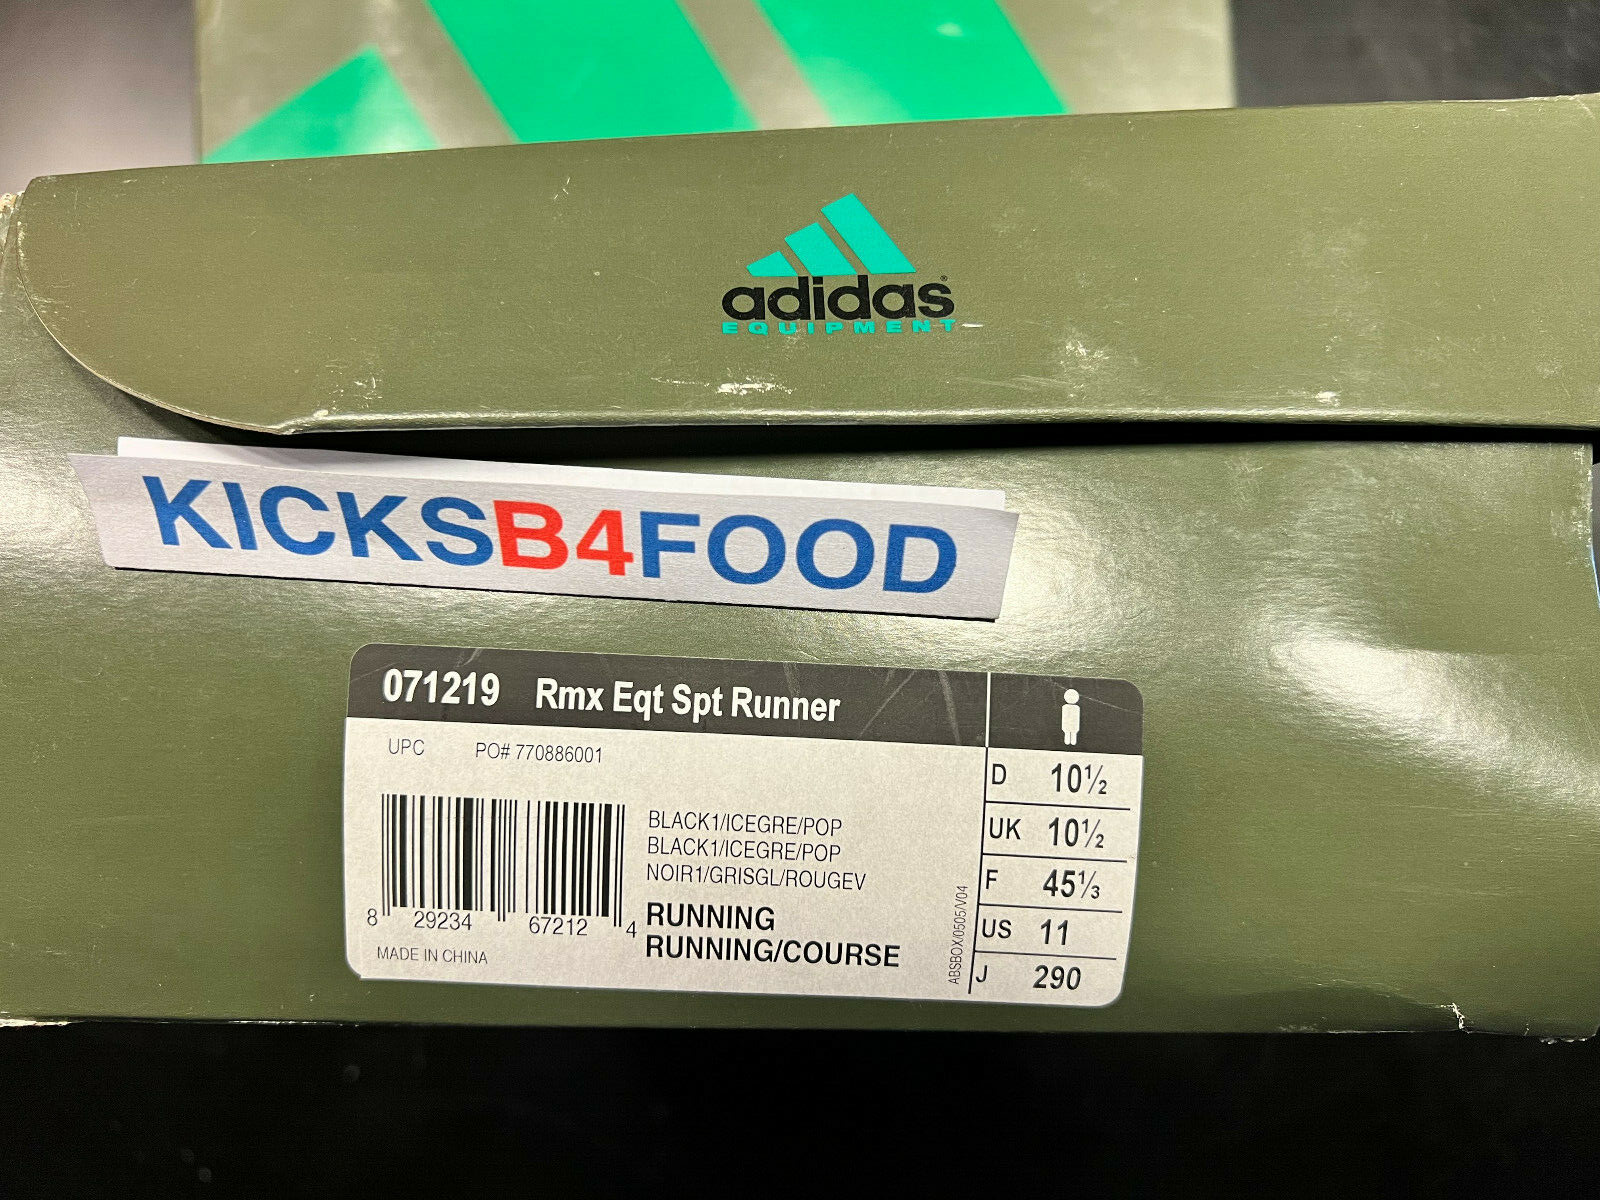 adidas®
EQUIPMENT
KICKSB4FOOD
071219 Rmx Eqt Spt Runner
UPC PO# 770886001
BLACK1/ICEGRE/POP
BLACK1/ICEGRE/POP
NOIR1/GRISGL/ROUGEV
8 29234 67212 4
RUNNING
RUNNING/COURSE
MADE IN CHINA
ABSBOX/0505/V04
D 10½
UK 10½
F 45⅓
US 11
J 290